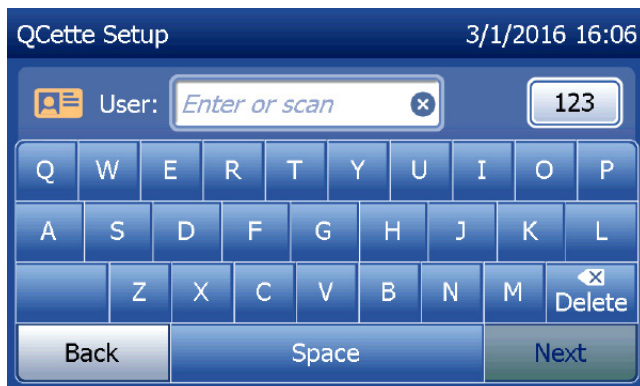 QCette Setup 3/1/2016 16:06
User: Enter or scan 123
Q W E R T Y U I O P
A S D F G H J K L
Z X C V B N M Delete
Back Space Next